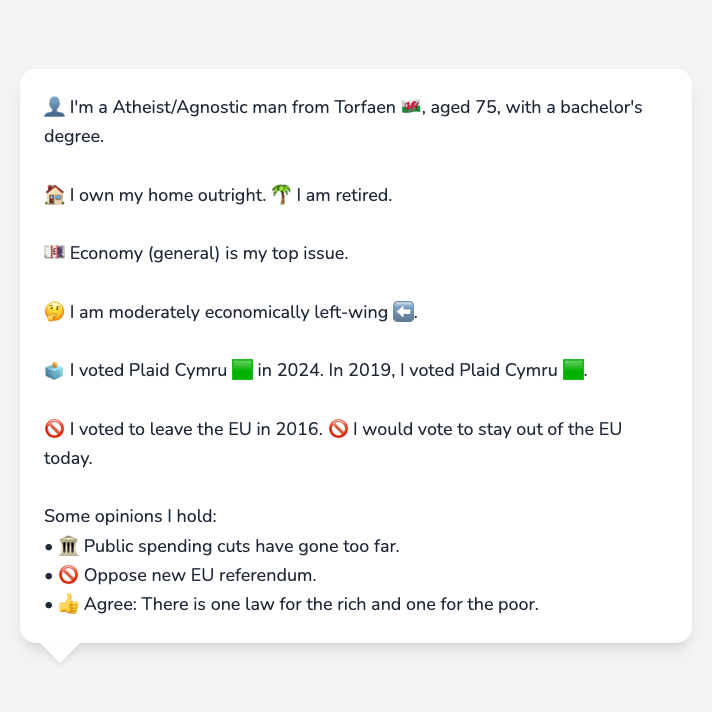 👤 I'm a Atheist/Agnostic man from Torfaen 🏴󠁧󠁢󠁷󠁬󠁳󠁿, aged 75, with a bachelor's
degree.
🏠 I own my home outright. 🌴 I am retired.
💷 Economy (general) is my top issue.
🤔 I am moderately economically left-wing ⬅️.
🗳️ I voted Plaid Cymru 🟩 in 2024. In 2019, I voted Plaid Cymru 🟩.
🚫 I voted to leave the EU in 2016. 🚫 I would vote to stay out of the EU
today.
Some opinions I hold:
• 🏛️ Public spending cuts have gone too far.
• 🚫 Oppose new EU referendum.
• 👍 Agree: There is one law for the rich and one for the poor.